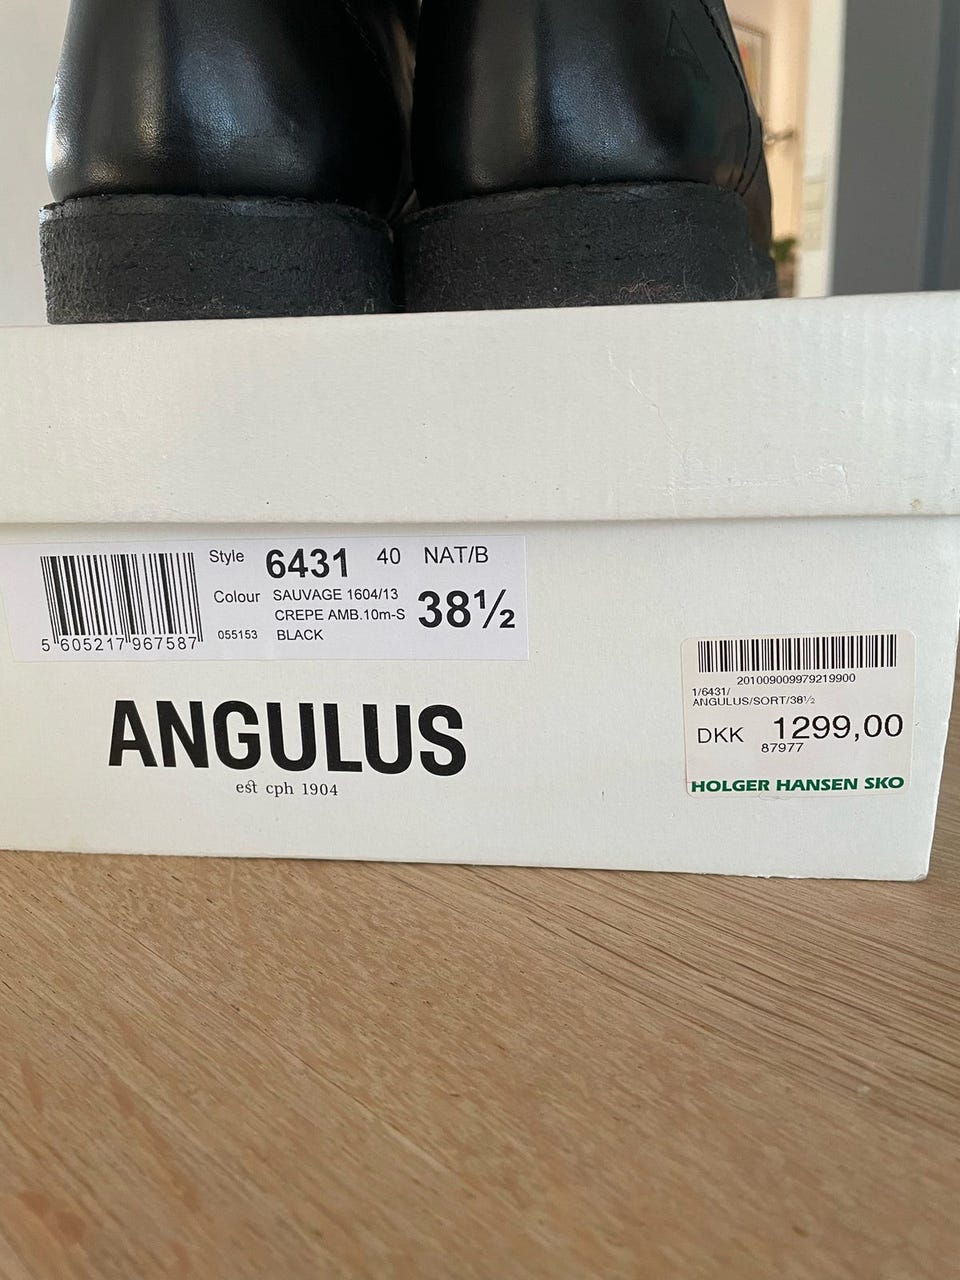 Style 6431 40 NAT/B
Colour SAUVAGE 1604/13
CREPE AMB.10m-S
38½
055153 BLACK
5 605217 967587
ANGULUS
est cph 1904
201009009979219900
1/6431/
ANGULUS/SORT/38½
DKK 1299,00
87977
HOLGER HANSEN SKO